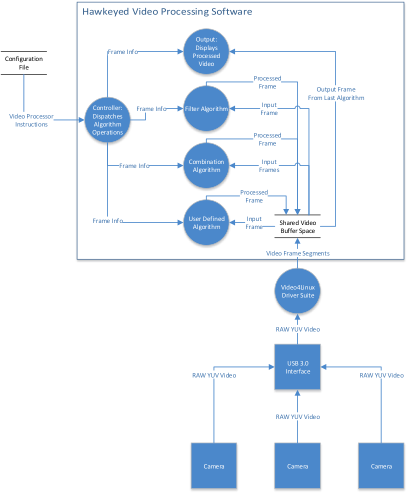 Hawkeyed Video Processing Software
Output:
Displays
Processed
Video
Configuration
File
Frame Info
Processed
Frame
Output Frame
From Last Algorithm
Controller:
Dispatches
Algorithm
Operations
Frame Info
Filter Algorithm
Input
Frame
Video Processor
Instructions
Processed
Frame
Frame Info
Combination
Algorithm
Input
Frames
Processed
Frame
Frame Info
User Defined
Algorithm
Input
Frame
Shared Video
Buffer Space
Video Frame Segments
Video4Linux
Driver Suite
RAW YUV Video
USB 3.0
Interface
RAW YUV Video
RAW YUV Video
RAW YUV Video
Camera
Camera
Camera